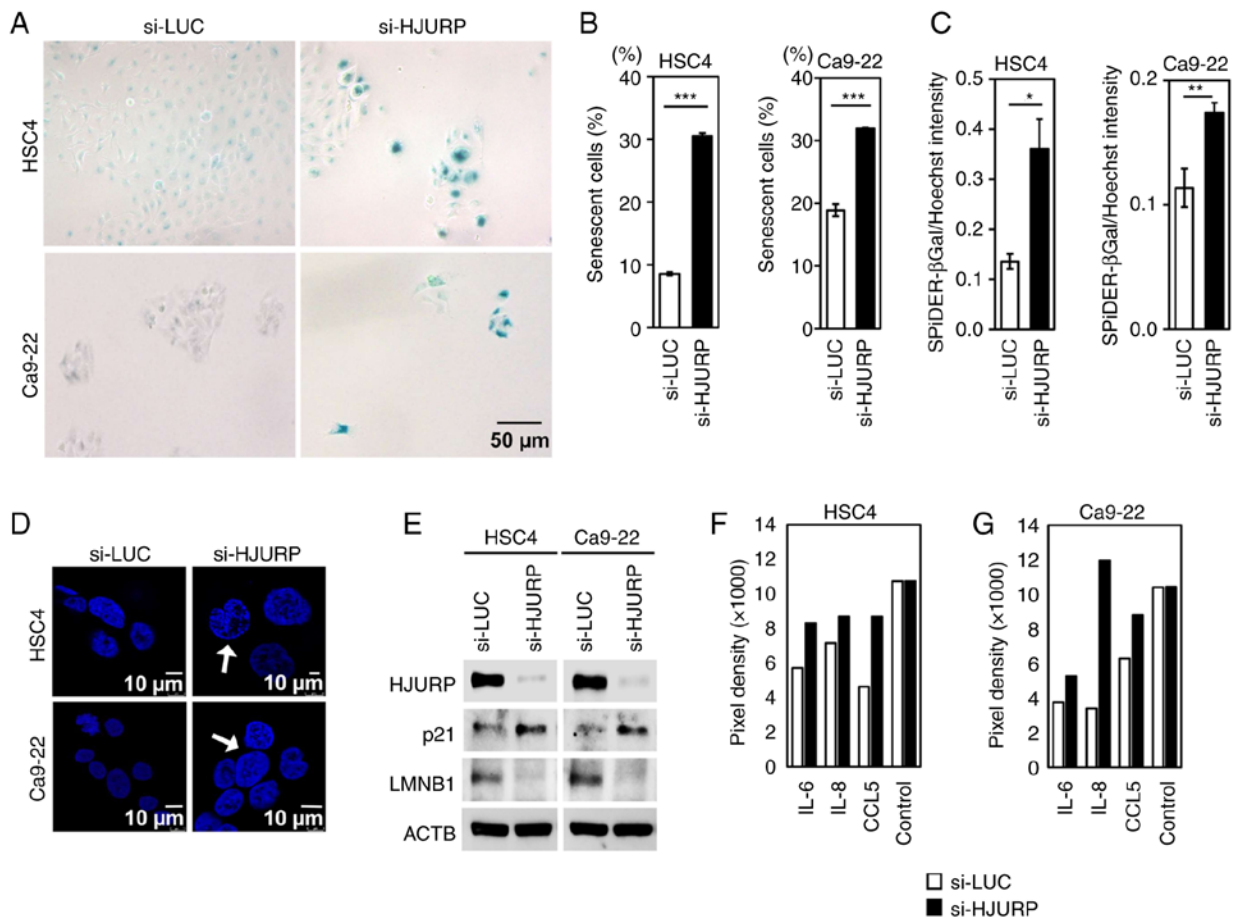 A
si-LUC
si-HJURP
HSC4
Ca9-22
50 µm
B
(%)
HSC4
Senescent cells (%)
40
30
20
10
0
***
si-LUC
si-HJURP
(%)
Ca9-22
Senescent cells (%)
40
30
20
10
0
***
si-LUC
si-HJURP
C
HSC4
SPiDER-βGal/Hoechst intensity
0.5
0.4
0.3
0.2
0.1
0.0
*
si-LUC
si-HJURP
Ca9-22
SPiDER-βGal/Hoechst intensity
0.2
0.1
0.0
**
si-LUC
si-HJURP
D
si-LUC
si-HJURP
HSC4
10 µm
10 µm
Ca9-22
10 µm
10 µm
E
HSC4
Ca9-22
si-LUC
si-HJURP
si-LUC
si-HJURP
HJURP
p21
LMNB1
ACTB
F
HSC4
Pixel density (×1000)
14
12
10
8
6
4
2
0
IL-6
IL-8
CCL5
Control
G
Ca9-22
Pixel density (×1000)
14
12
10
8
6
4
2
0
IL-6
IL-8
CCL5
Control
si-LUC
si-HJURP